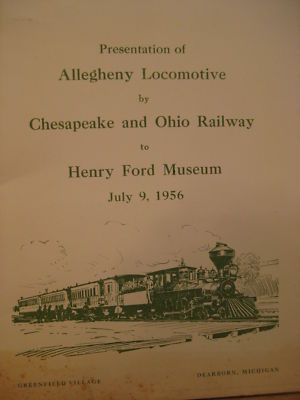 Presentation of
Allegheny Locomotive
by
Chesapeake and Ohio Railway
to
Henry Ford Museum
July 9, 1956
GREENFIELD VILLAGE
DEARBORN, MICHIGAN